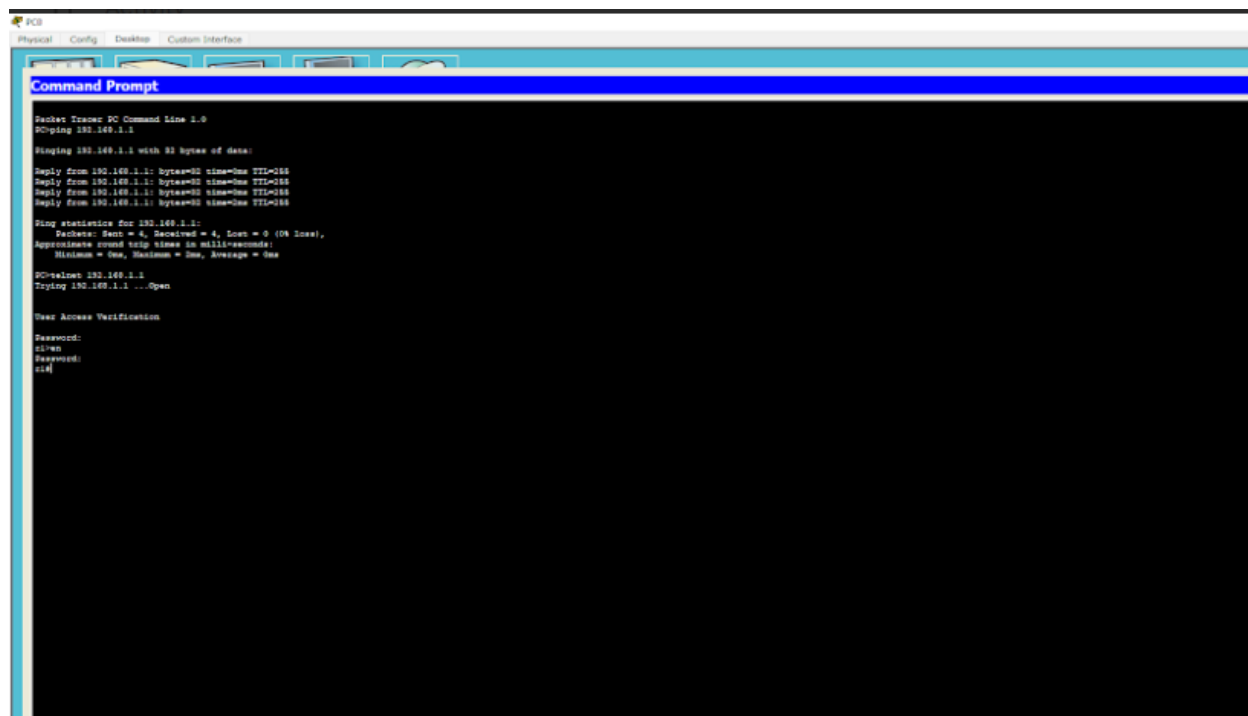 PC0
Physical Config Desktop Custom Interface
Command Prompt
Packet Tracer PC Command Line 1.0
PC>ping 192.168.1.1
Pinging 192.168.1.1 with 32 bytes of data:
Reply from 192.168.1.1: bytes=32 time=0ms TTL=255
Reply from 192.168.1.1: bytes=32 time=0ms TTL=255
Reply from 192.168.1.1: bytes=32 time=0ms TTL=255
Reply from 192.168.1.1: bytes=32 time=2ms TTL=255
Ping statistics for 192.168.1.1:
Packets: Sent = 4, Received = 4, Lost = 0 (0% loss),
Approximate round trip times in milli-seconds:
Minimum = 0ms, Maximum = 2ms, Average = 0ms
PC>telnet 192.168.1.1
Trying 192.168.1.1 ...Open
User Access Verification
Password:
r1>en
Password:
r1#